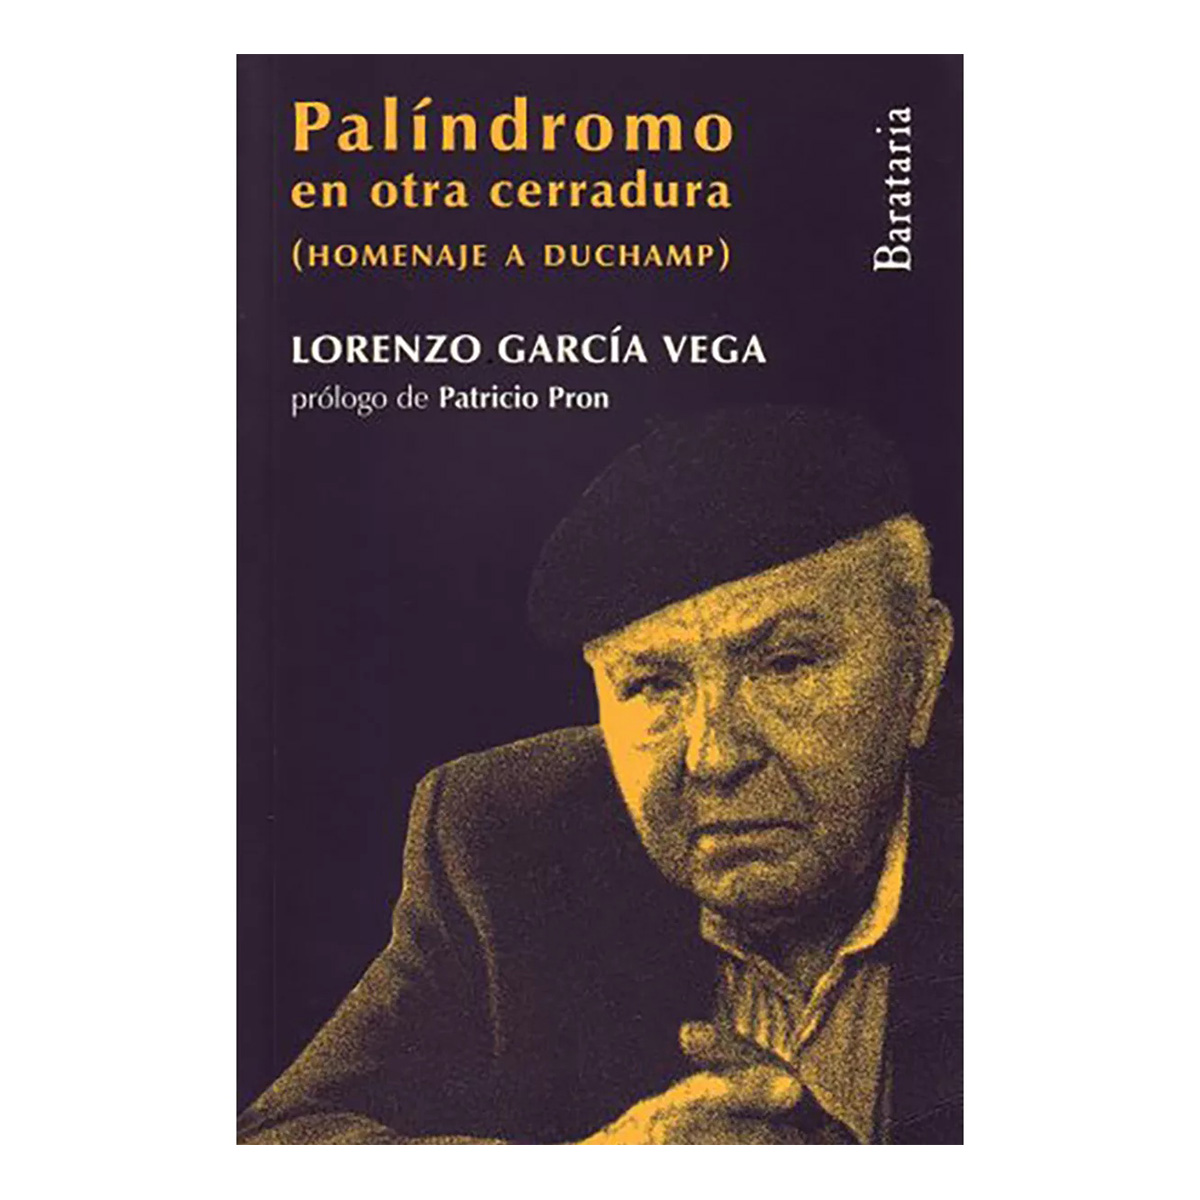 Palíndromo
en otra cerradura
(HOMENAJE A DUCHAMP)
LORENZO GARCÍA VEGA
prólogo de Patricio Pron
Barataria